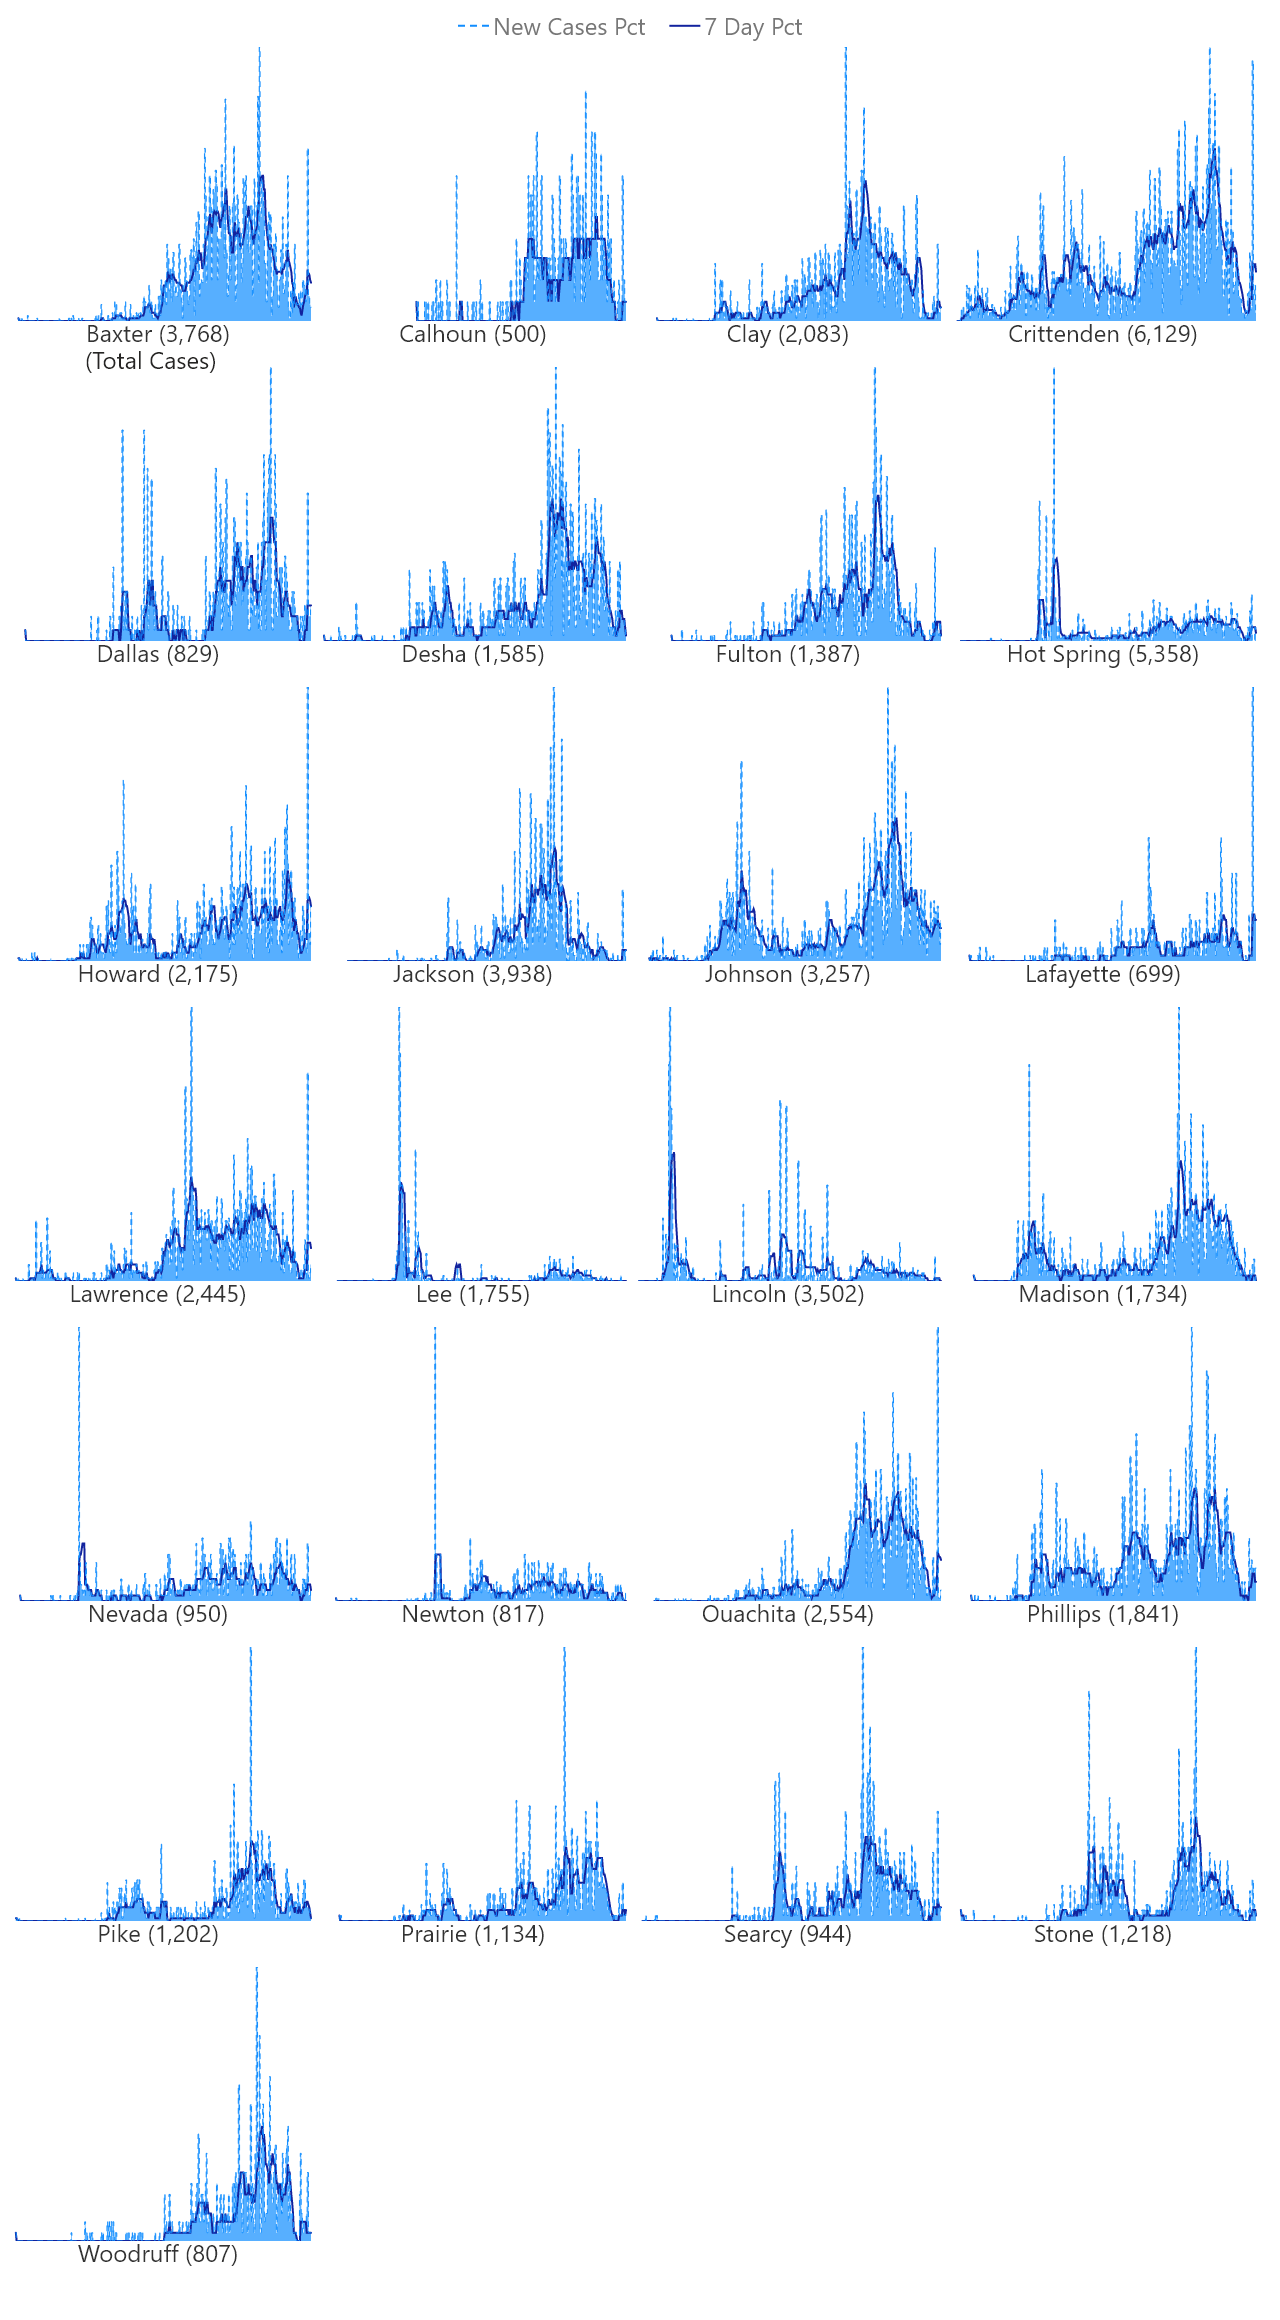 New Cases Pct 7 Day Pct
Baxter (3,768) Calhoun (500) Clay (2,083) Crittenden (6,129)
(Total Cases)
Dallas (829) Desha (1,585) Fulton (1,387) Hot Spring (5,358)
Howard (2,175) Jackson (3,938) Johnson (3,257) Lafayette (699)
Lawrence (2,445) Lee (1,755) Lincoln (3,502) Madison (1,734)
Nevada (950) Newton (817) Ouachita (2,554) Phillips (1,841)
Pike (1,202) Prairie (1,134) Searcy (944) Stone (1,218)
Woodruff (807)